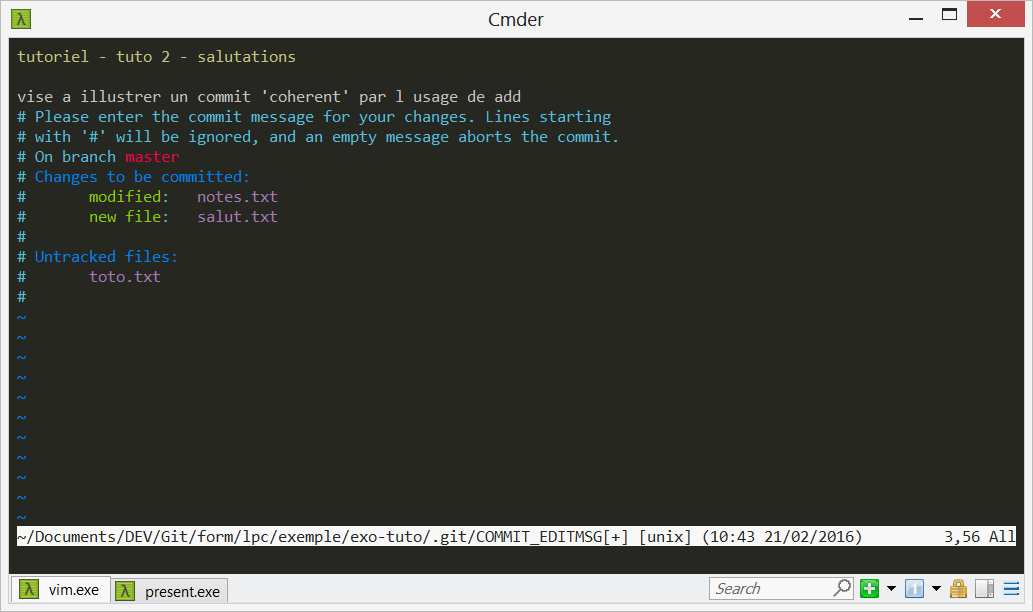 Cmder
tutoriel - tuto 2 - salutations
vise a illustrer un commit 'coherent' par l usage de add
# Please enter the commit message for your changes. Lines starting
# with '#' will be ignored, and an empty message aborts the commit.
# On branch master
# Changes to be committed:
#       modified:   notes.txt
#       new file:   salut.txt
#
# Untracked files:
#       toto.txt
#
~
~
~
~
~
~
~
~
~
~
~
~/Documents/DEV/Git/form/lpc/exemple/exo-tuto/.git/COMMIT_EDITMSG[+] [unix] (10:43 21/02/2016)         3,56 All
λ vim.exe λ present.exe Search